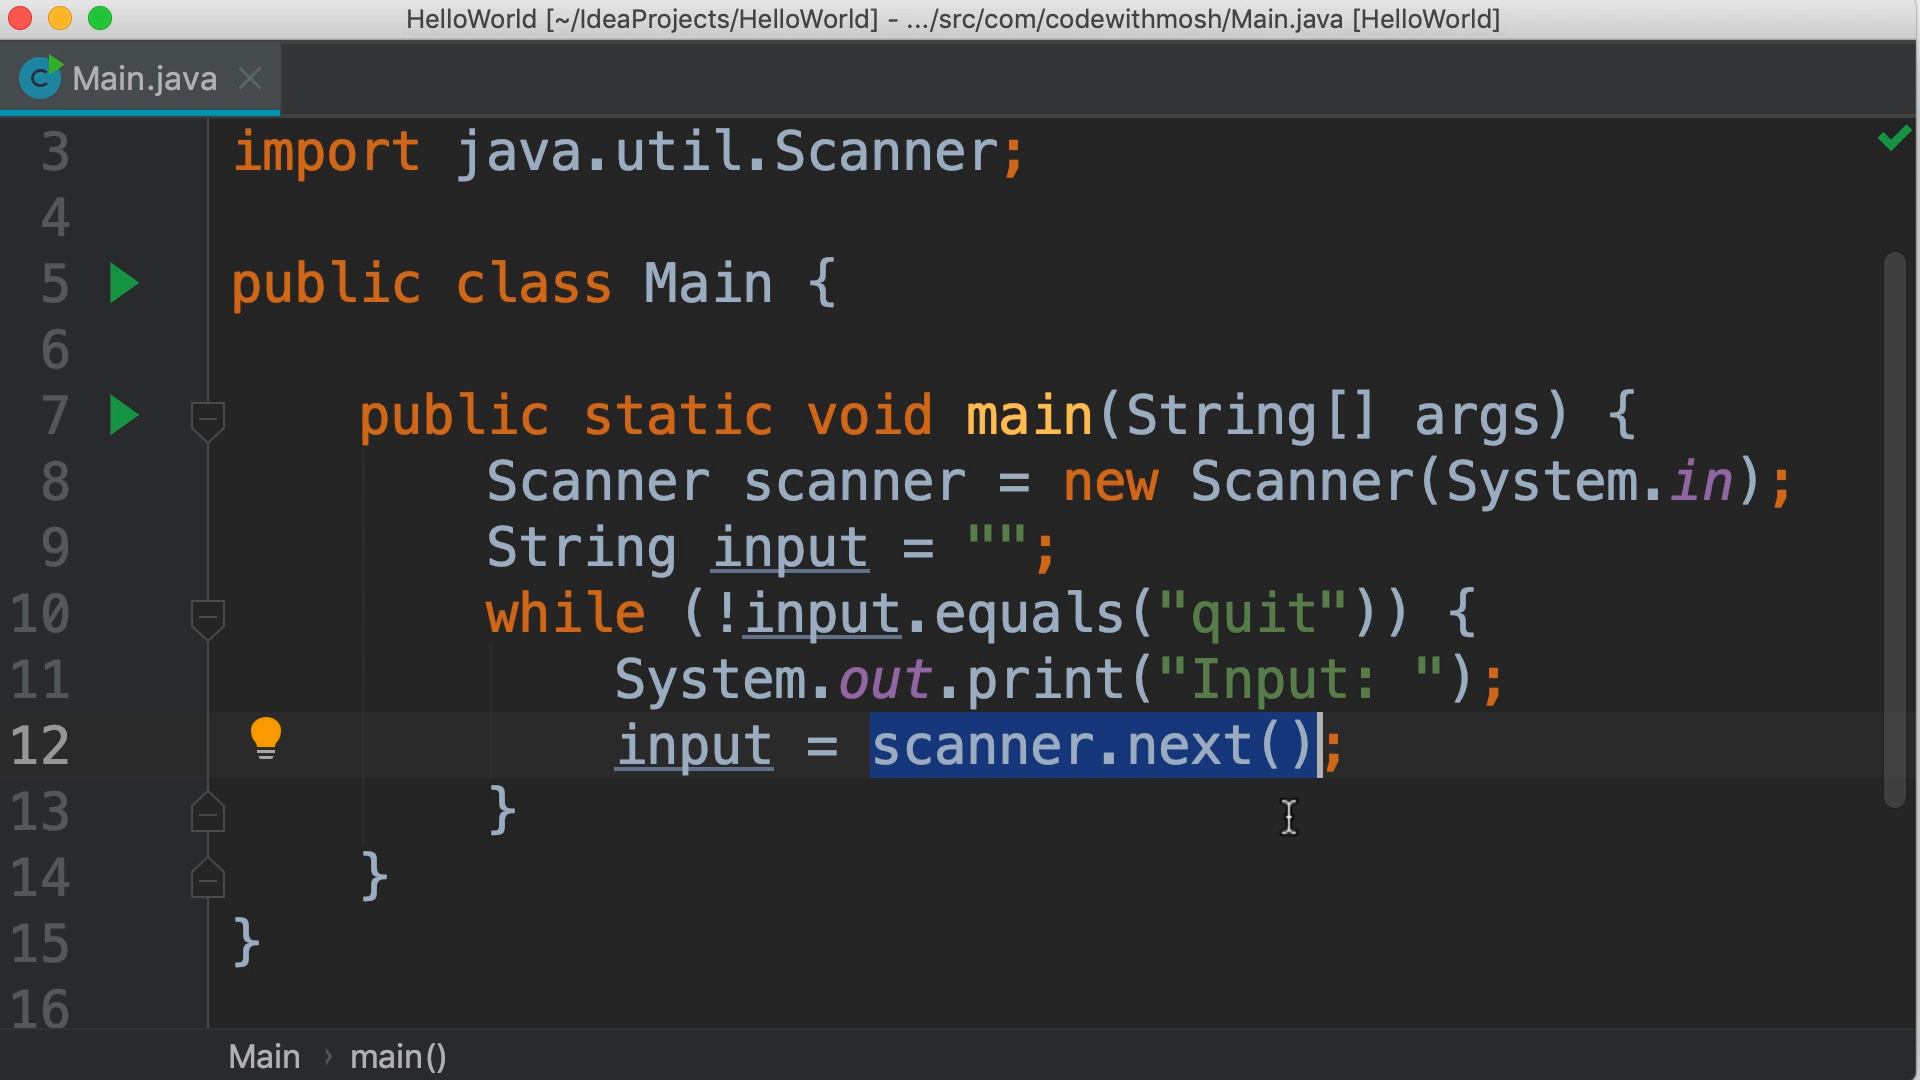 HelloWorld [~/IdeaProjects/HelloWorld] - .../src/com/codewithmosh/Main.java [HelloWorld]
C Main.java
3 import java.util.Scanner;
4
5 public class Main {
6
7 public static void main(String[] args) {
8 Scanner scanner = new Scanner(System.in);
9 String input = "";
10 while (!input.equals("quit")) {
11 System.out.print("Input: ");
12 input = scanner.next();
13 }
14 }
15 }
16
Main › main()